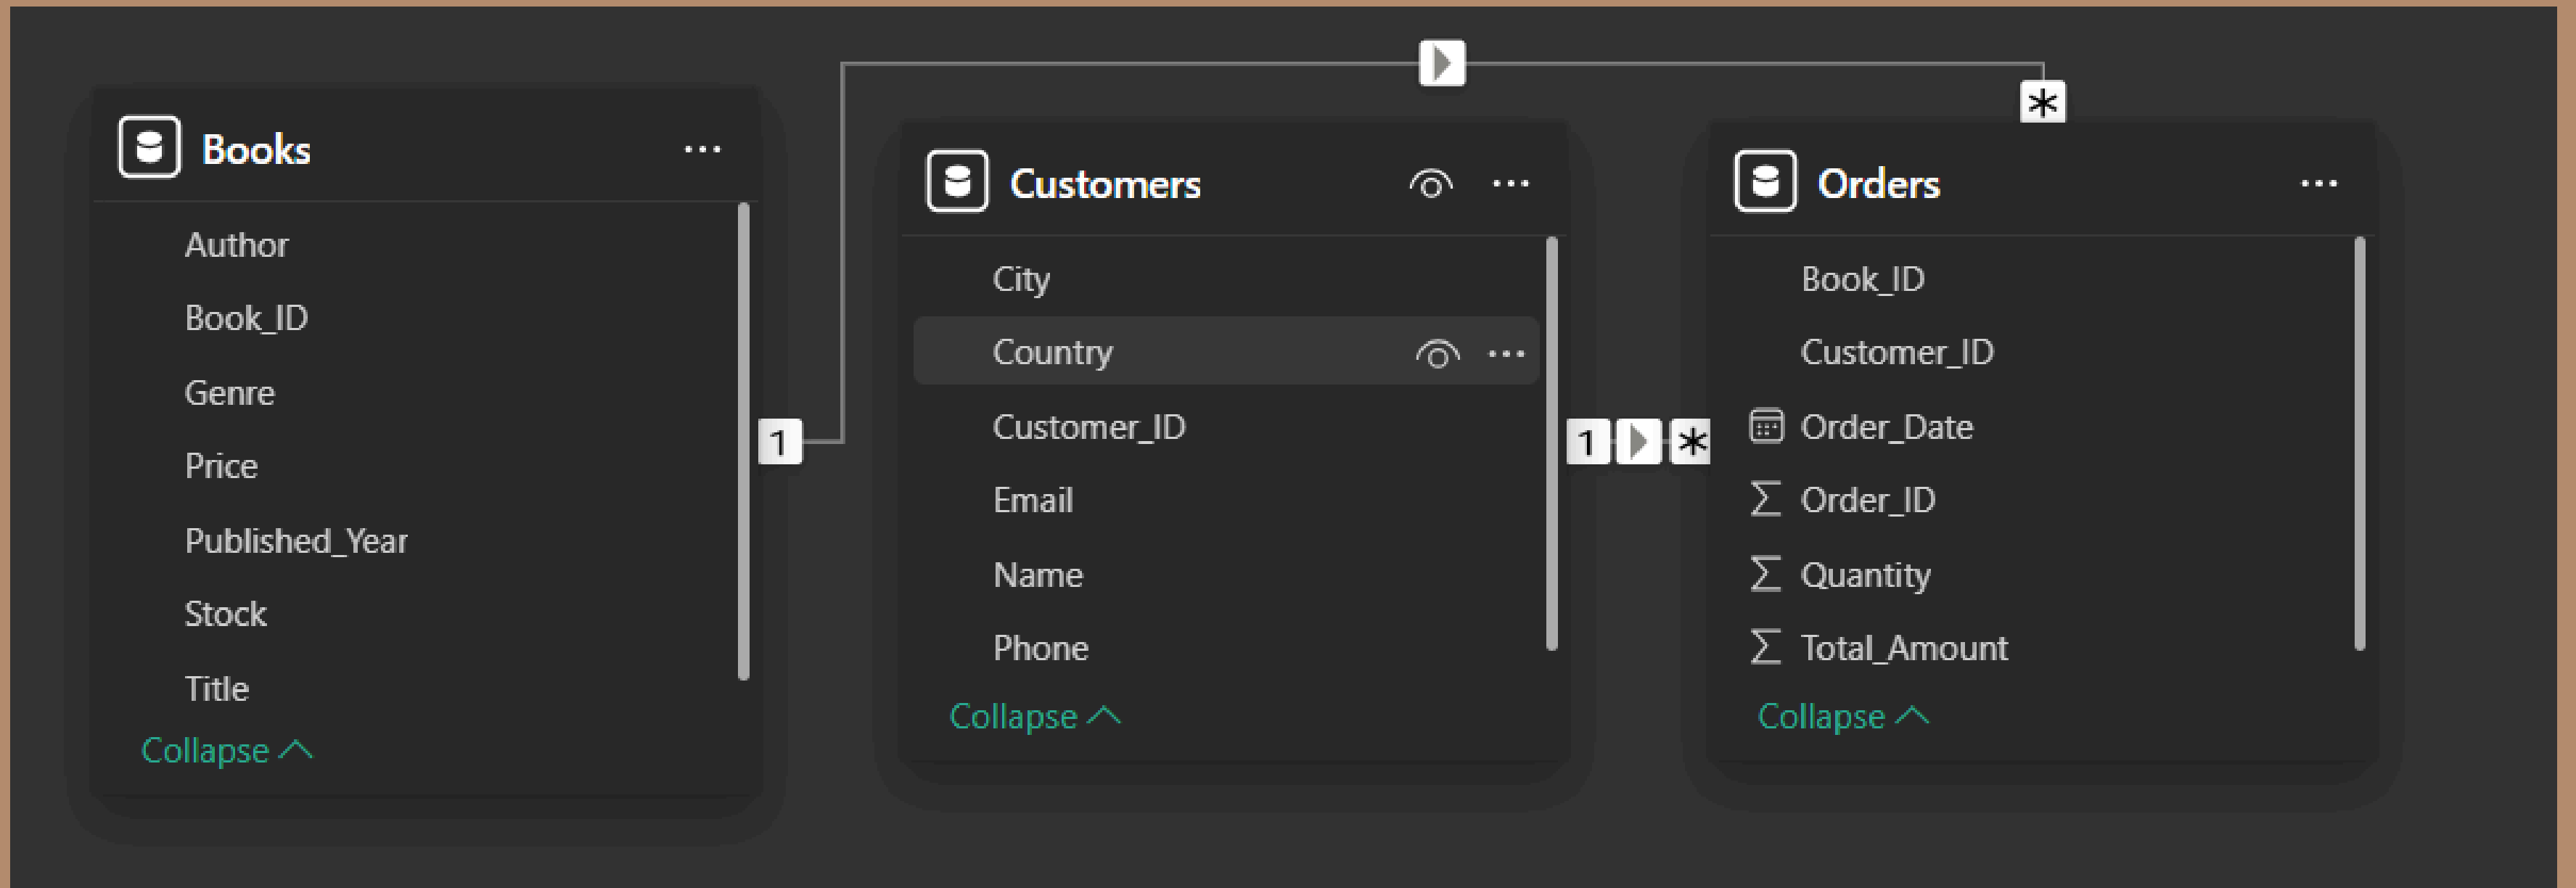 Books
Author
Book_ID
Genre
Price
Published_Year
Stock
Title
Collapse
1
*
Customers
City
Country
Customer_ID
Email
Name
Phone
Collapse
1
*
Orders
Book_ID
Customer_ID
Order_Date
Σ Order_ID
Σ Quantity
Σ Total_Amount
Collapse